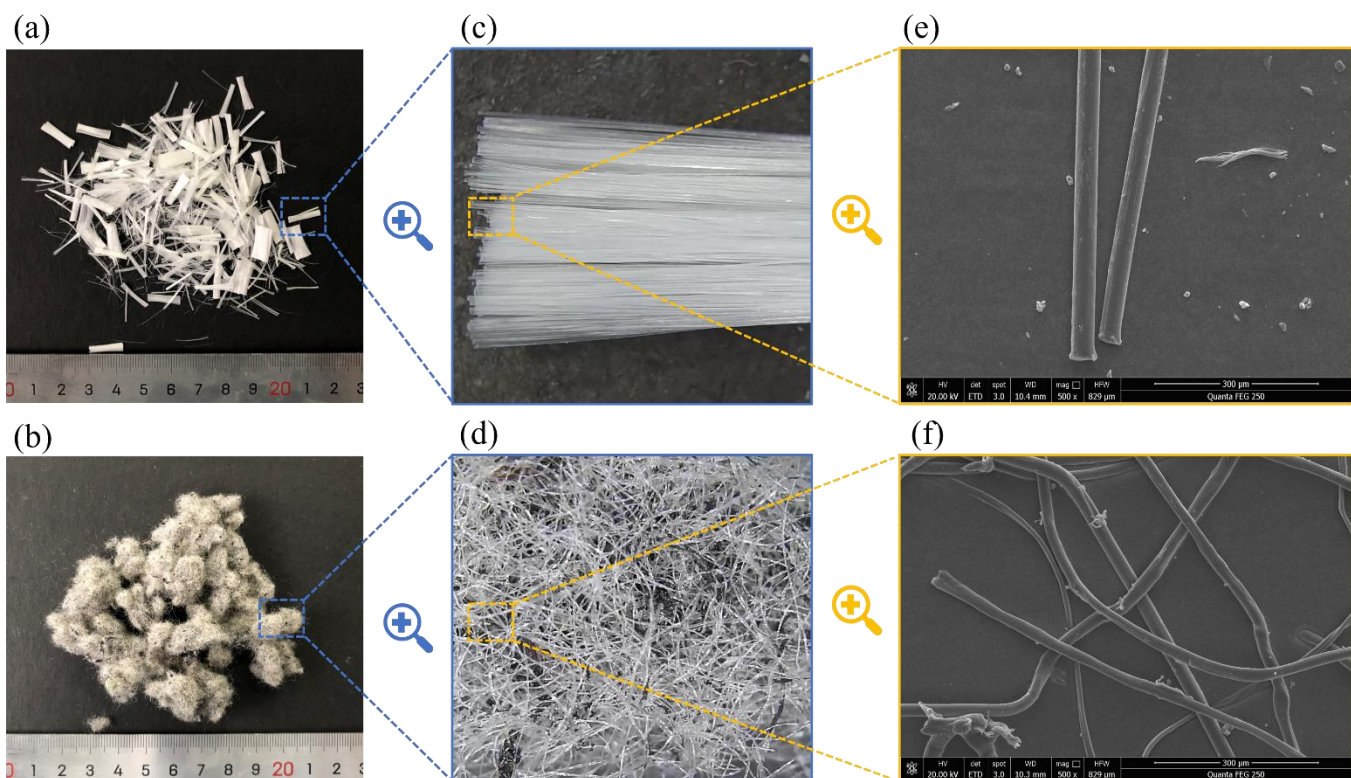 (a)
(c)
(e)
0 1 2 3 4 5 6 7 8 9 20 1 2 3
HV det spot WD mag □ HFW 300 µm
20.00 kV ETD 3.0 10.4 mm 500 x 829 µm Quanta FEG 250
(b)
(d)
(f)
0 1 2 3 4 5 6 7 8 9 20 1 2 3
HV det spot WD mag □ HFW 300 µm
20.00 kV ETD 3.0 10.3 mm 500 x 829 µm Quanta FEG 250